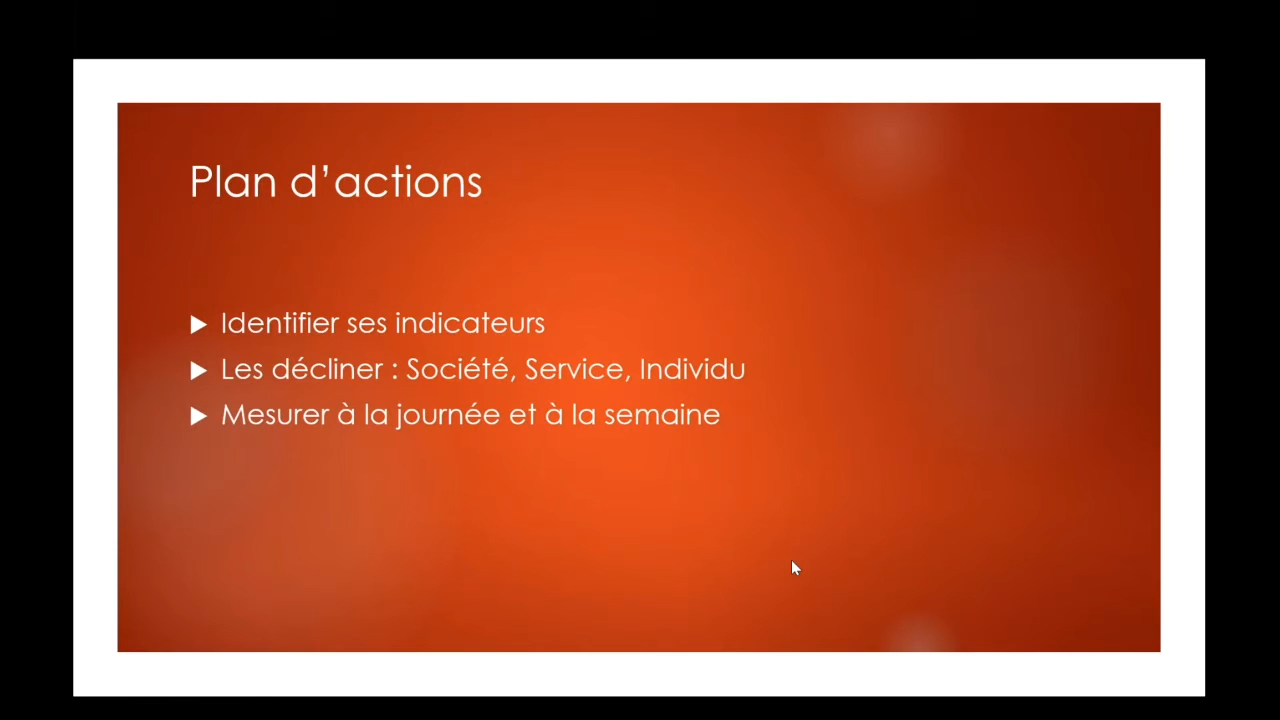 Plan d’actions
Identifier ses indicateurs
Les décliner : Société, Service, Individu
Mesurer à la journée et à la semaine